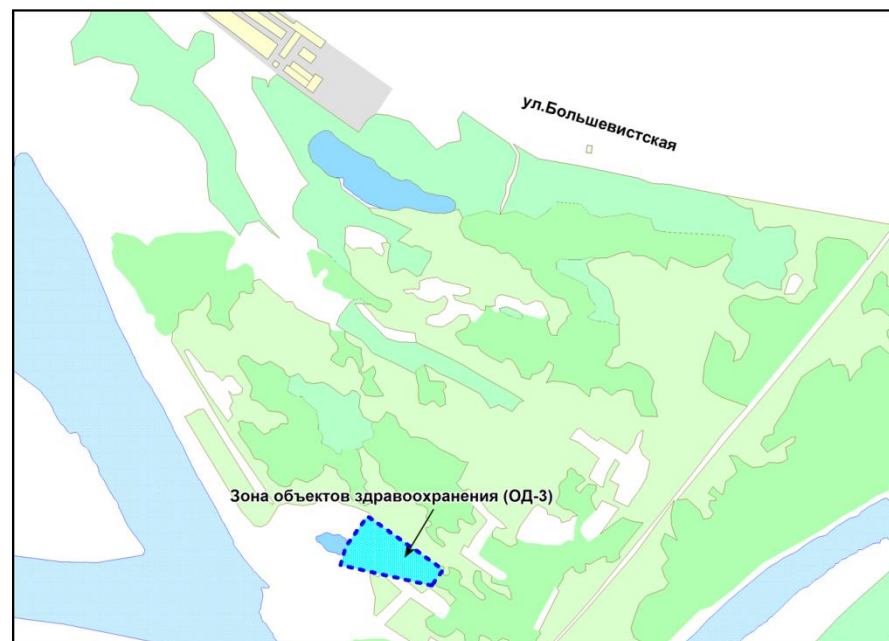 ул.Большевистская
Зона объектов здравоохранения (ОД-3)